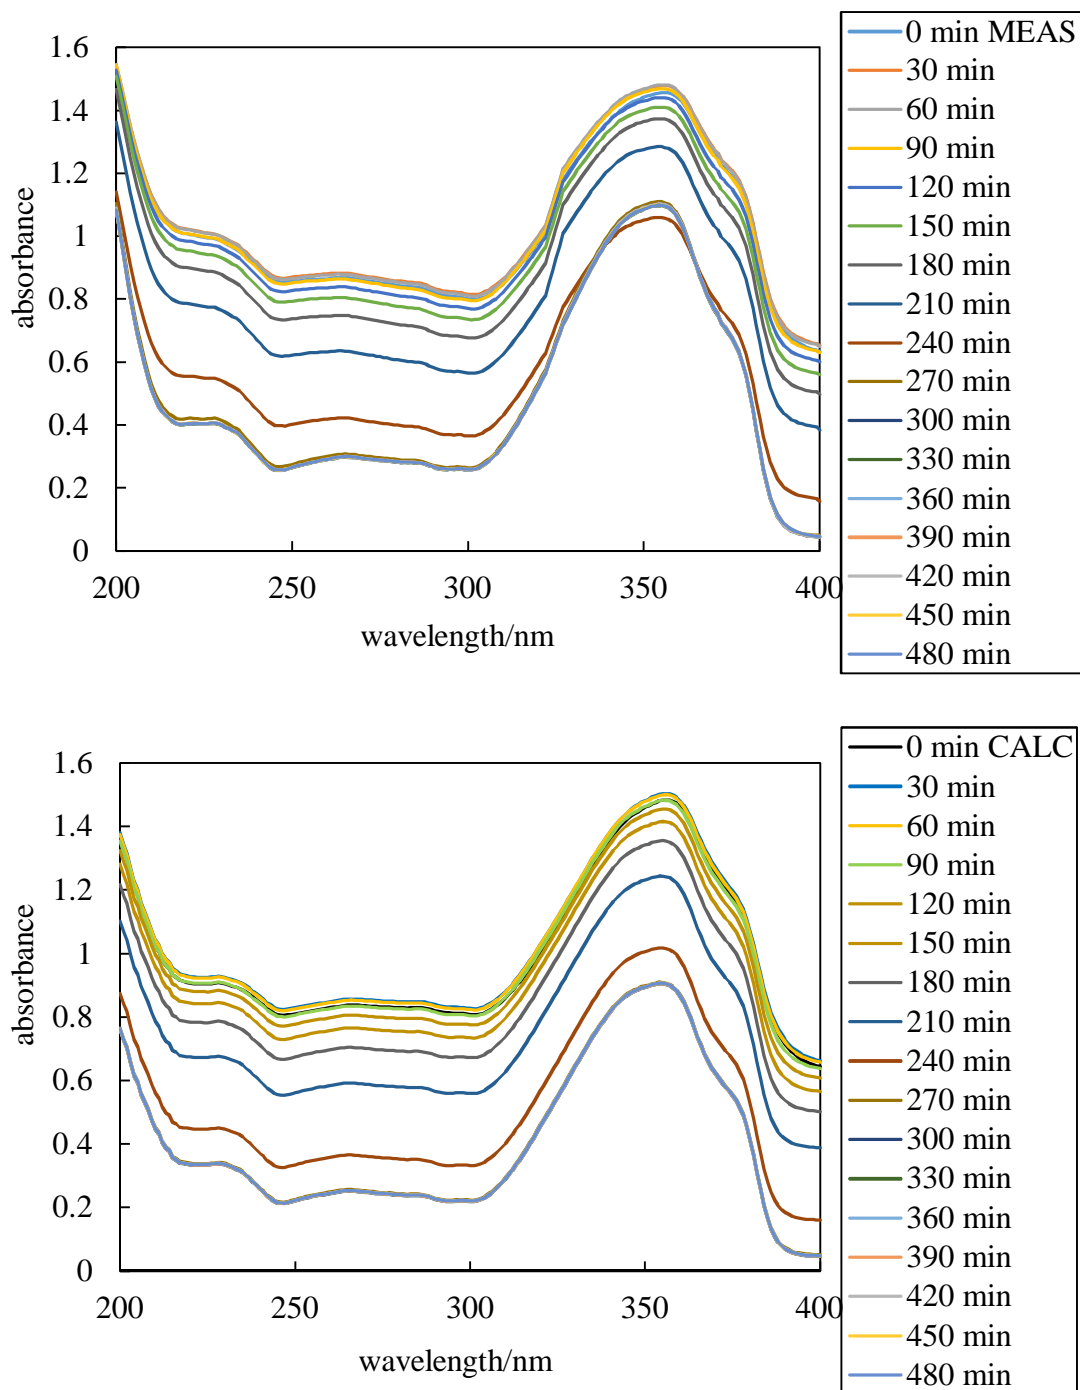 1.6
1.4
1.2
1
0.8
0.6
0.4
0.2
0
absorbance
200
250
300
350
400
wavelength/nm
0 min MEAS
30 min
60 min
90 min
120 min
150 min
180 min
210 min
240 min
270 min
300 min
330 min
360 min
390 min
420 min
450 min
480 min
1.6
1.4
1.2
1
0.8
0.6
0.4
0.2
0
absorbance
200
250
300
350
400
wavelength/nm
0 min CALC
30 min
60 min
90 min
120 min
150 min
180 min
210 min
240 min
270 min
300 min
330 min
360 min
390 min
420 min
450 min
480 min